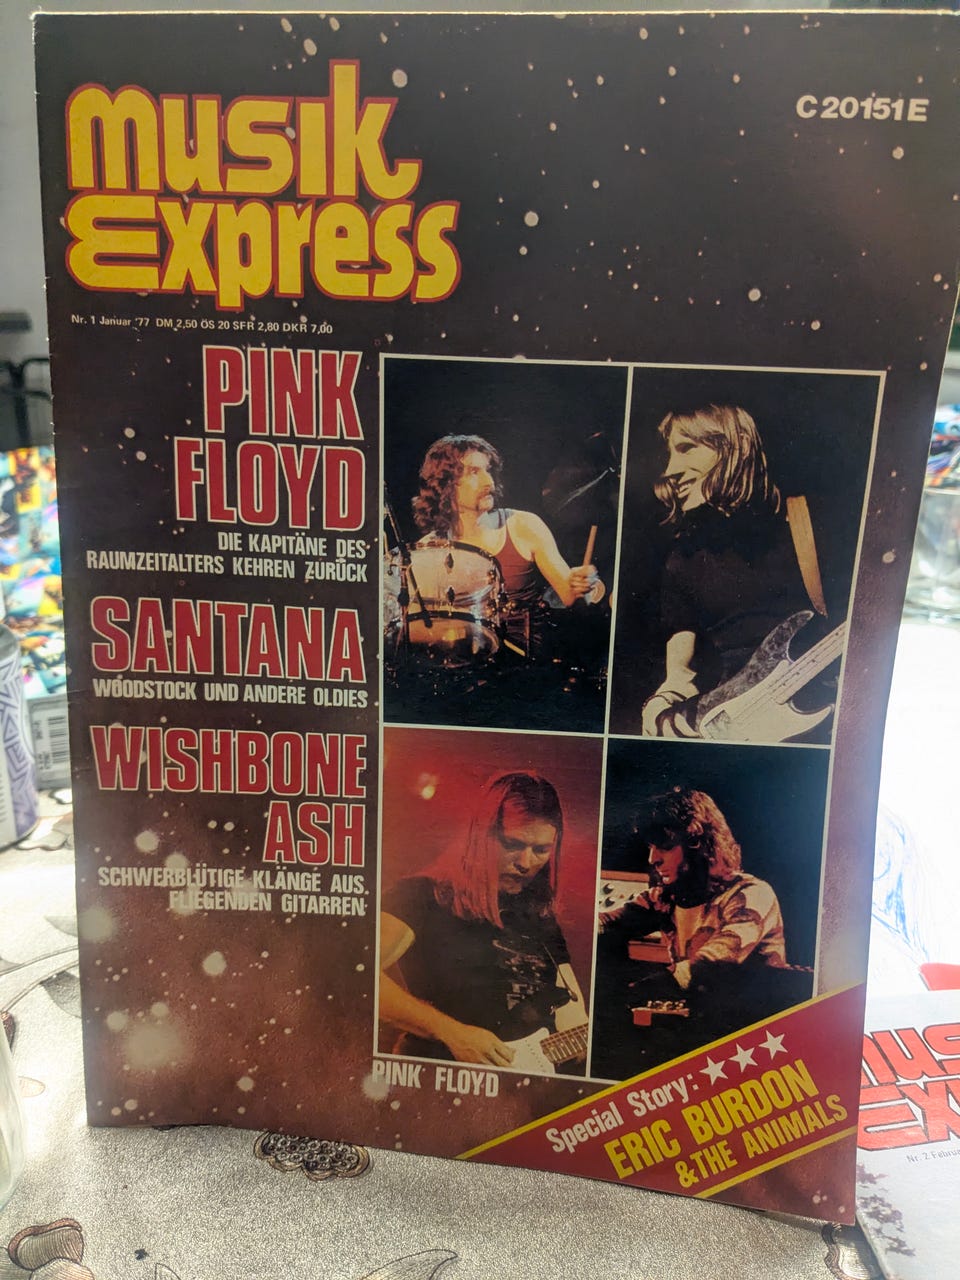 musik
Express
C 20151 E
Nr. 1 Januar '77 DM 2,50 ÖS 20 SFR 2,80 DKR 7,00
PINK
FLOYD
DIE KAPITÄNE DES
RAUMZEITALTERS KEHREN ZURÜCK
SANTANA
WOODSTOCK UND ANDERE OLDIES
WISHBONE
ASH
SCHWERBLÜTIGE KLÄNGE AUS
FLIEGENDEN GITARREN
PINK FLOYD
Special Story:
ERIC BURDON
& THE ANIMALS
Nr. 2